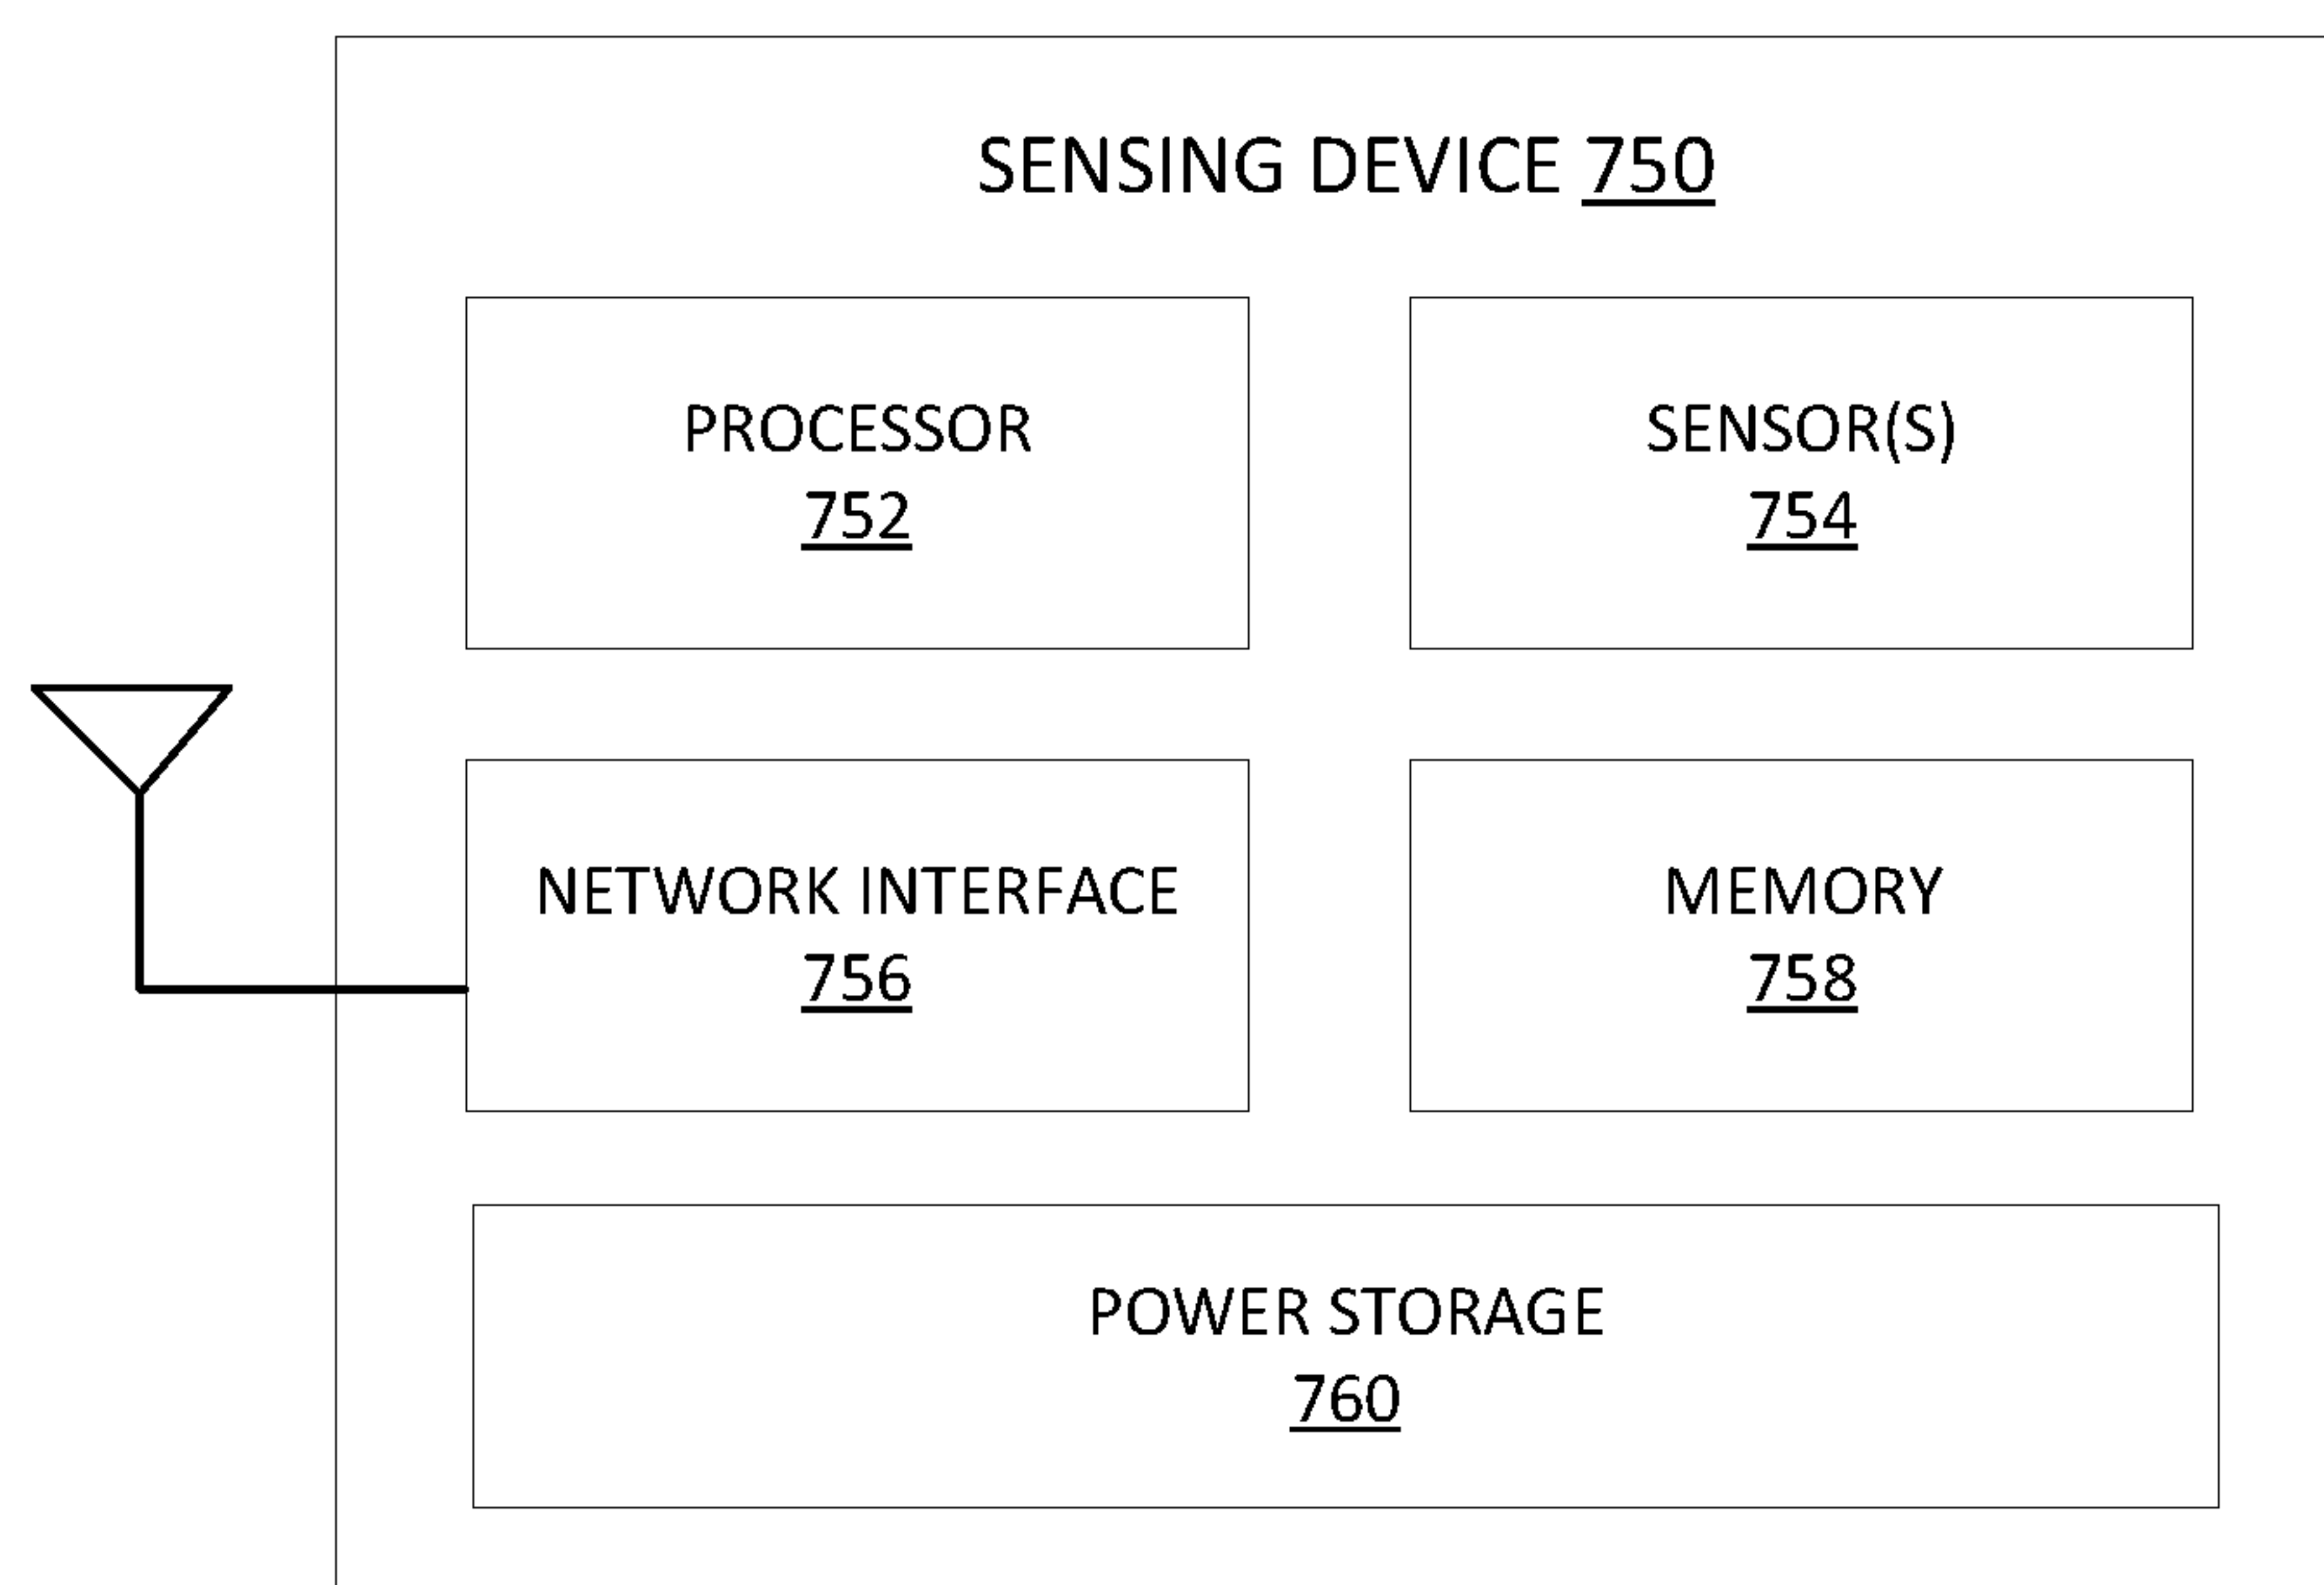 SENSING DEVICE 750
PROCESSOR
752
SENSOR(S)
754
NETWORK INTERFACE
756
MEMORY
758
POWER STORAGE
760